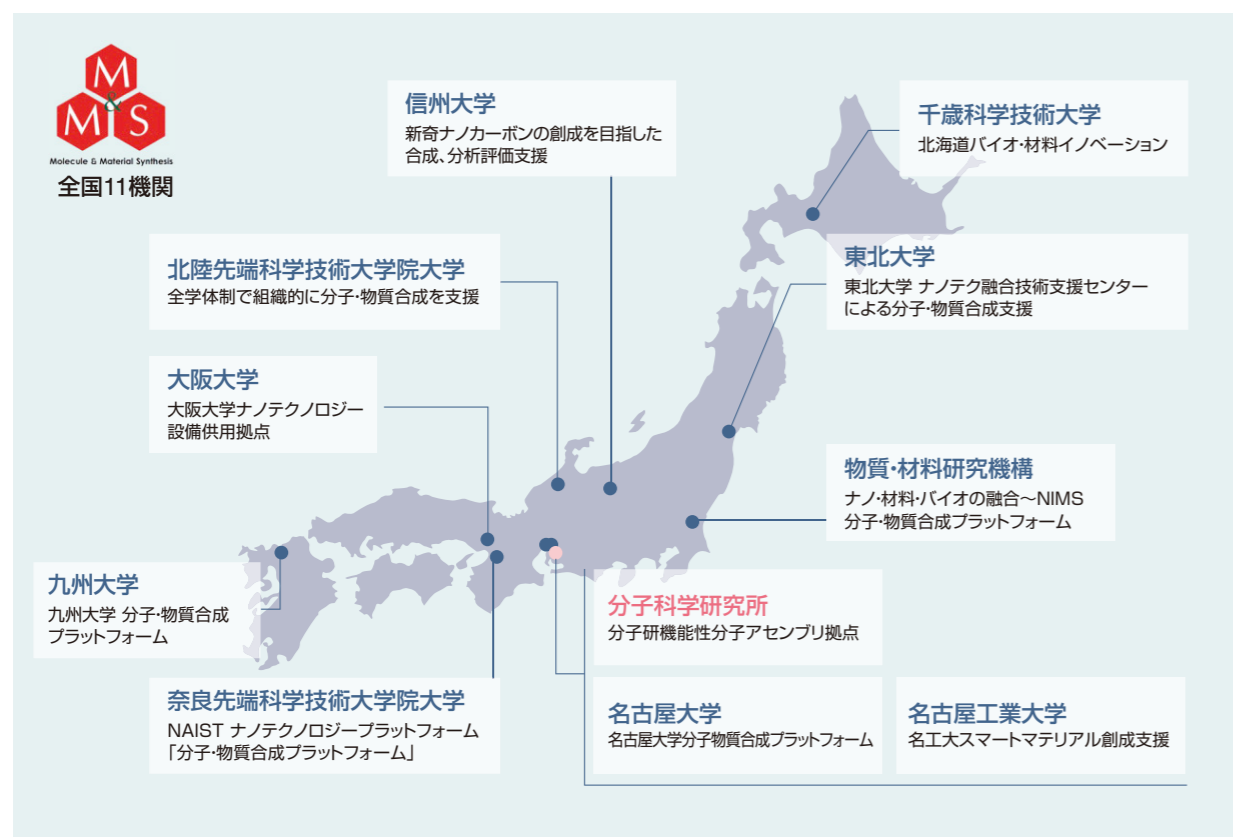 M
&
M S
Molecule & Material Synthesis
全国11機関
信州大学
新奇ナノカーボンの創成を目指した
合成、分析評価支援
千歳科学技術大学
北海道バイオ・材料イノベーション
北陸先端科学技術大学院大学
全学体制で組織的に分子・物質合成を支援
東北大学
東北大学 ナノテク融合技術支援センター
による分子・物質合成支援
大阪大学
大阪大学ナノテクノロジー
設備供用拠点
物質・材料研究機構
ナノ・材料・バイオの融合～NIMS
分子・物質合成プラットフォーム
九州大学
九州大学 分子・物質合成
プラットフォーム
分子科学研究所
分子研機能性分子アセンブリ拠点
奈良先端科学技術大学院大学
NAIST ナノテクノロジープラットフォーム
「分子・物質合成プラットフォーム」
名古屋大学
名古屋大学分子物質合成プラットフォーム
名古屋工業大学
名工大スマートマテリアル創成支援